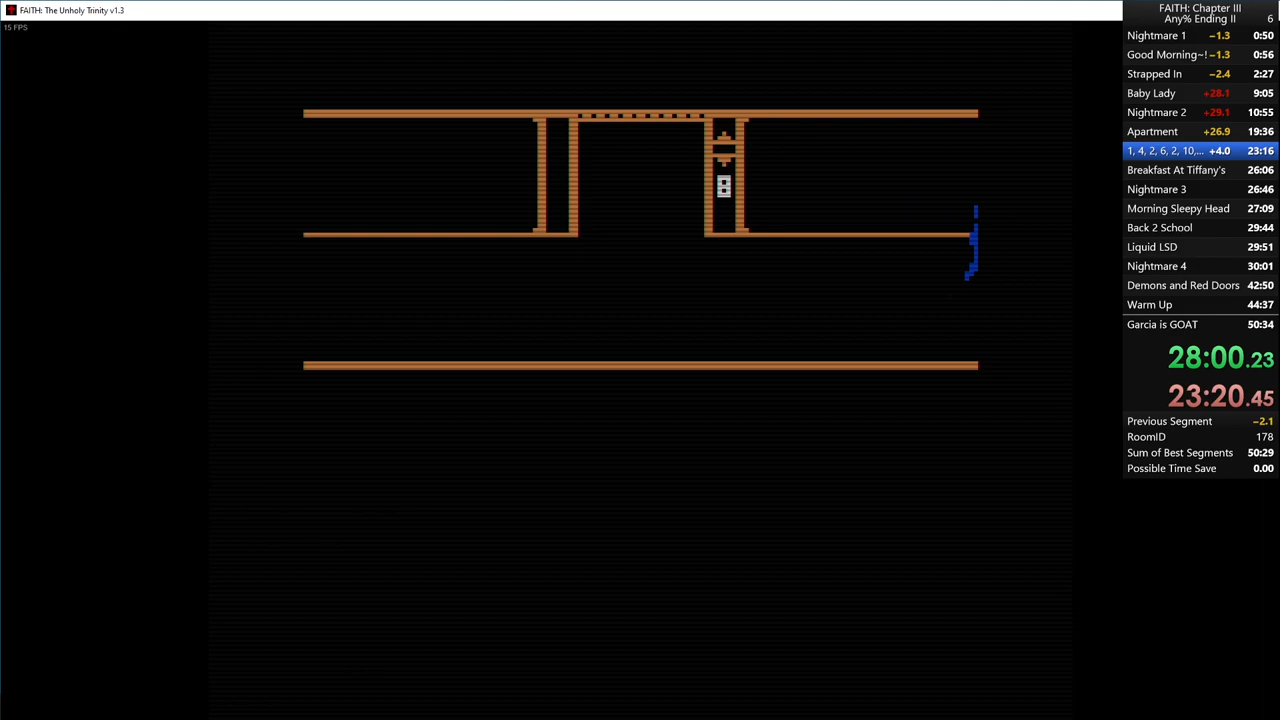 FAITH: The Unholy Trinity v1.3
15 FPS
FAITH: Chapter III
Any% Ending II 6
Nightmare 1 −1.3 0:50
Good Morning~! −1.3 0:56
Strapped In −2.4 2:27
Baby Lady +28.1 9:05
Nightmare 2 +29.1 10:55
Apartment +26.9 19:36
1, 4, 2, 6, 2, 10,... +4.0 23:16
Breakfast At Tiffany's 26:06
Nightmare 3 26:46
Morning Sleepy Head 27:09
Back 2 School 29:44
Liquid LSD 29:51
Nightmare 4 30:01
Demons and Red Doors 42:50
Warm Up 44:37
Garcia is GOAT 50:34
28:00.23
23:20.45
Previous Segment −2.1
RoomID 178
Sum of Best Segments 50:29
Possible Time Save 0.00